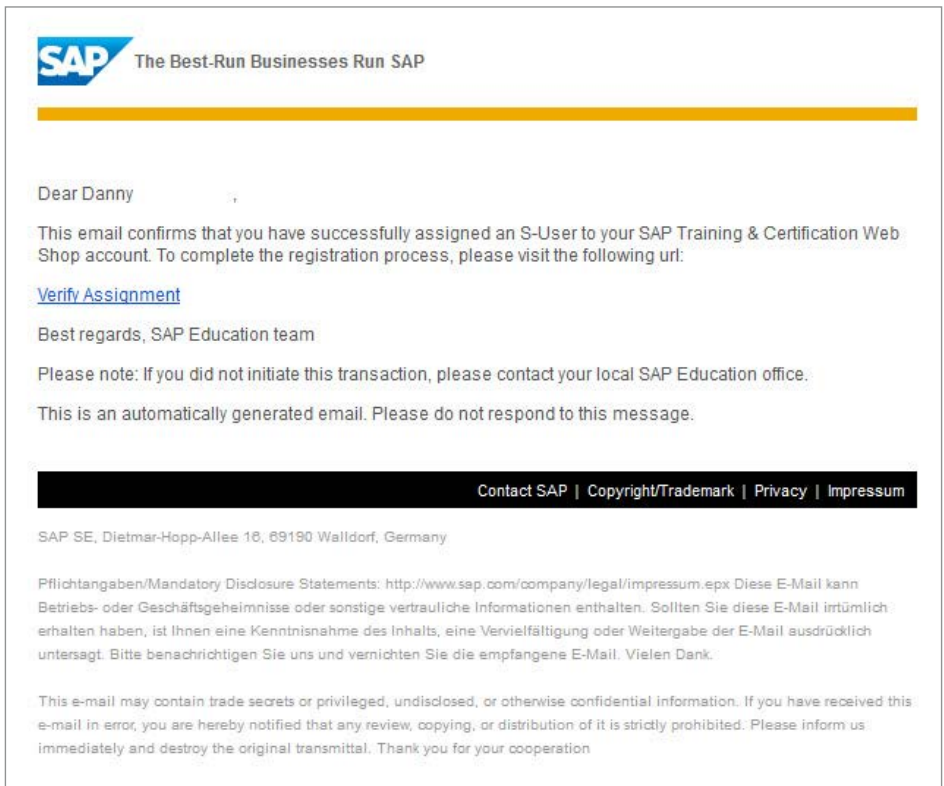 SAP The Best-Run Businesses Run SAP
Dear Danny ,
This email confirms that you have successfully assigned an S-User to your SAP Training & Certification Web
Shop account. To complete the registration process, please visit the following url:
Verify Assignment
Best regards, SAP Education team
Please note: If you did not initiate this transaction, please contact your local SAP Education office.
This is an automatically generated email. Please do not respond to this message.
Contact SAP | Copyright/Trademark | Privacy | Impressum
SAP SE, Dietmar-Hopp-Allee 16, 69190 Walldorf, Germany
Pflichtangaben/Mandatory Disclosure Statements: http://www.sap.com/company/legal/impressum.epx Diese E-Mail kann
Betriebs- oder Geschäftsgeheimnisse oder sonstige vertrauliche Informationen enthalten. Sollten Sie diese E-Mail irrtümlich
erhalten haben, ist Ihnen eine Kenntnisnahme des Inhalts, eine Vervielfältigung oder Weitergabe der E-Mail ausdrücklich
untersagt. Bitte benachrichtigen Sie uns und vernichten Sie die empfangene E-Mail. Vielen Dank.
This e-mail may contain trade secrets or privileged, undisclosed, or otherwise confidential information. If you have received this
e-mail in error, you are hereby notified that any review, copying, or distribution of it is strictly prohibited. Please inform us
immediately and destroy the original transmittal. Thank you for your cooperation